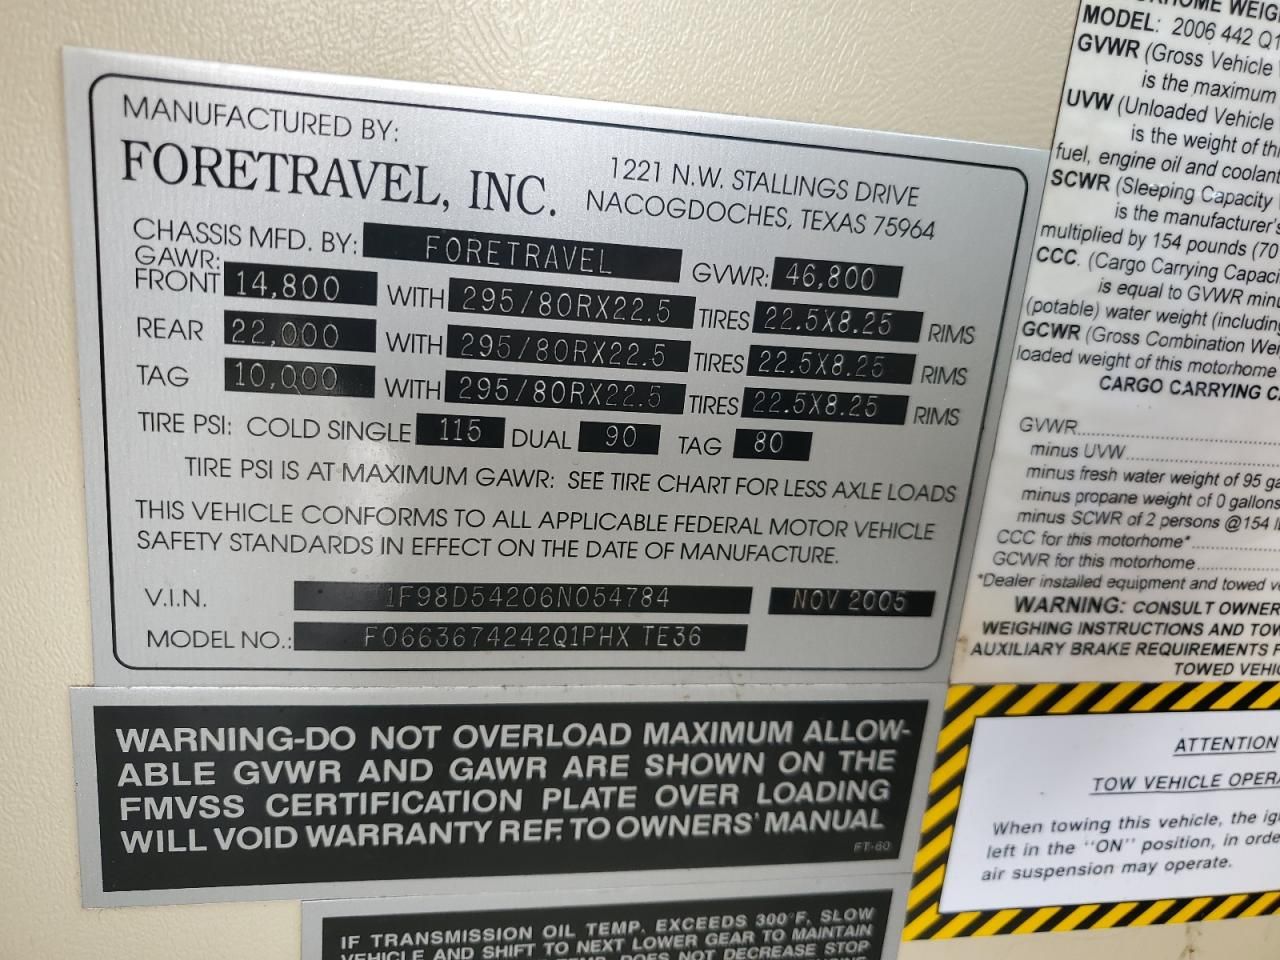 MANUFACTURED BY:
FORETRAVEL, INC.
1221 N.W. STALLINGS DRIVE
NACOGDOCHES, TEXAS 75964
CHASSIS MFD. BY: FORETRAVEL GVWR: 46,800
GAWR:
FRONT 14,800 WITH 295/80RX22.5 TIRES 22.5X8.25 RIMS
REAR 22,000 WITH 295/80RX22.5 TIRES 22.5X8.25 RIMS
TAG 10,000 WITH 295/80RX22.5 TIRES 22.5X8.25 RIMS
TIRE PSI: COLD SINGLE 115 DUAL 90 TAG 80
TIRE PSI IS AT MAXIMUM GAWR: SEE TIRE CHART FOR LESS AXLE LOADS
THIS VEHICLE CONFORMS TO ALL APPLICABLE FEDERAL MOTOR VEHICLE
SAFETY STANDARDS IN EFFECT ON THE DATE OF MANUFACTURE.
V.I.N. 1F98D54206N054784 NOV 2005
MODEL NO.: F0663674242Q1PHX TE36
WARNING-DO NOT OVERLOAD MAXIMUM ALLOW-
ABLE GVWR AND GAWR ARE SHOWN ON THE
FMVSS CERTIFICATION PLATE OVER LOADING
WILL VOID WARRANTY REF. TO OWNERS' MANUAL
FT-60
IF TRANSMISSION OIL TEMP. EXCEEDS 300°F, SLOW
VEHICLE AND SHIFT TO NEXT LOWER GEAR TO MAINTAIN
DOES NOT DECREASE STOP
MODEL: 2006 442 Q1
GVWR (Gross Vehicle
is the maximum
UVW (Unloaded Vehicle
is the weight of
fuel, engine oil and coolant
SCWR (Sleeping Capacity
is the manufacturer's
multiplied by 154 pounds (70
CCC. (Cargo Carrying
is equal to GVWR
(potable) water weight (including
GCWR (Gross Combination
loaded weight of this motorhome
CARGO CARRYING
GVWR
minus UVW
minus fresh water weight of 95
minus propane weight of 0 gallons
minus SCWR of 2 persons @154
CCC for this motorhome*
GCWR for this motorhome
*Dealer installed equipment and towed
WARNING: CONSULT
WEIGHING INSTRUCTIONS AND
AUXILIARY BRAKE REQUIREMENTS
TOWED
ATTENTION
TOW VEHICLE
When towing this vehicle, the
left in the "ON" position, in
air suspension may operate.